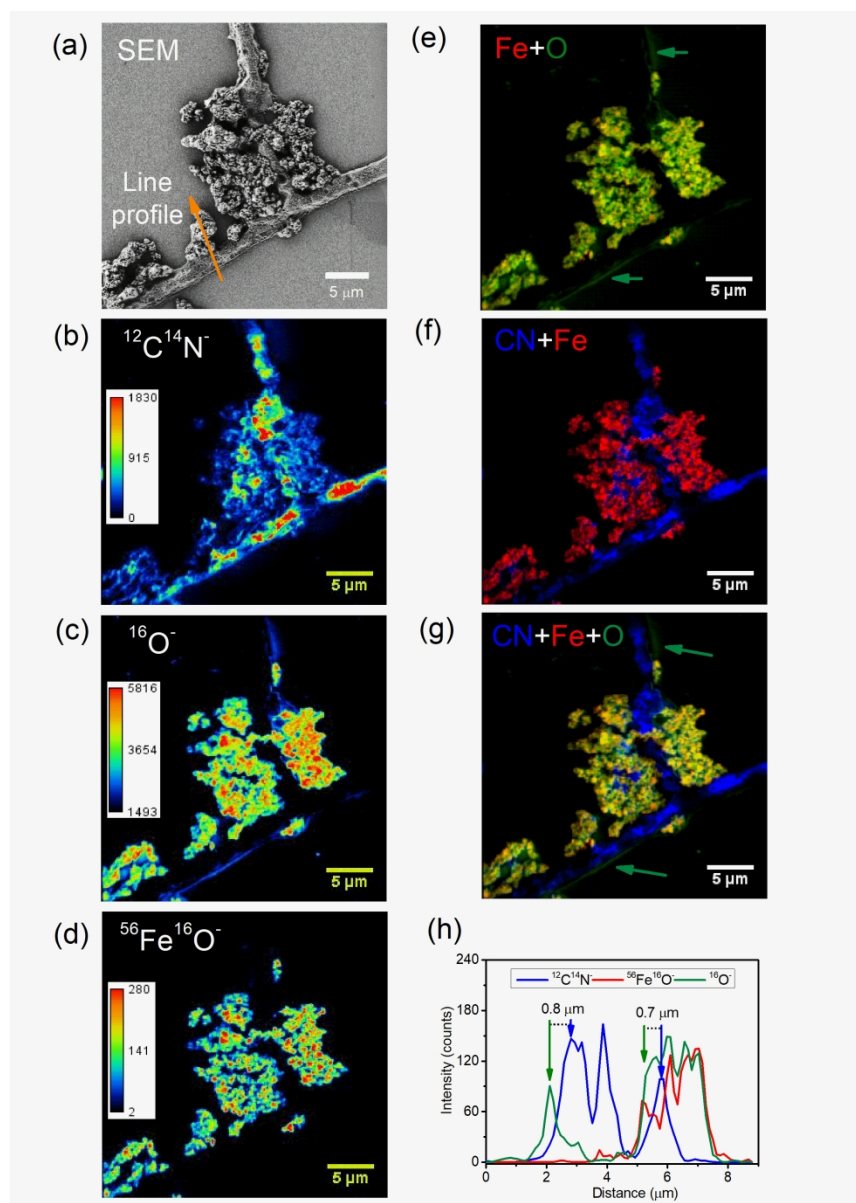 (a)
SEM
Line
profile
5 µm
(b)
¹²C¹⁴N⁻
1830
915
0
5 µm
(c)
¹⁶O⁻
5816
3654
1493
5 µm
(d)
⁵⁶Fe¹⁶O⁻
280
141
2
5 µm
(e)
Fe+O
5 µm
(f)
CN+Fe
5 µm
(g)
CN+Fe+O
5 µm
(h)
240
180
120
60
0
Intensity (counts)
¹²C¹⁴N⁻ ⁵⁶Fe¹⁶O⁻ ¹⁶O⁻
0.8 µm
0.7 µm
0 2 4 6 8
Distance (µm)